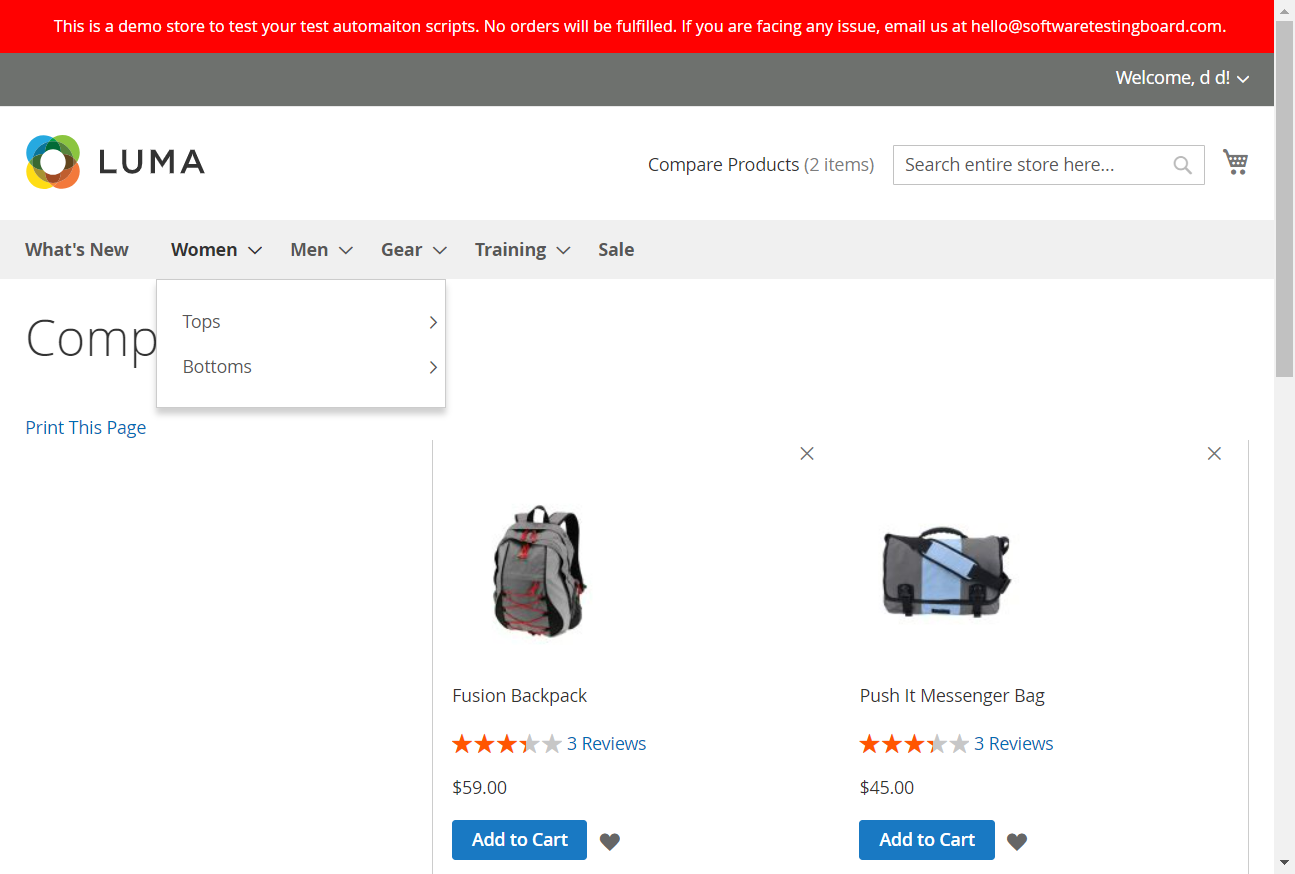 This is a demo store to test your test automaiton scripts. No orders will be fulfilled. If you are facing any issue, email us at hello@softwaretestingboard.com.
Welcome, d d!
LUMA
Compare Products (2 items)
Search entire store here...
What's New
Women
Men
Gear
Training
Sale
Tops
Bottoms
Comp
Print This Page
Fusion Backpack
Push It Messenger Bag
3 Reviews
3 Reviews
$59.00
$45.00
Add to Cart
Add to Cart